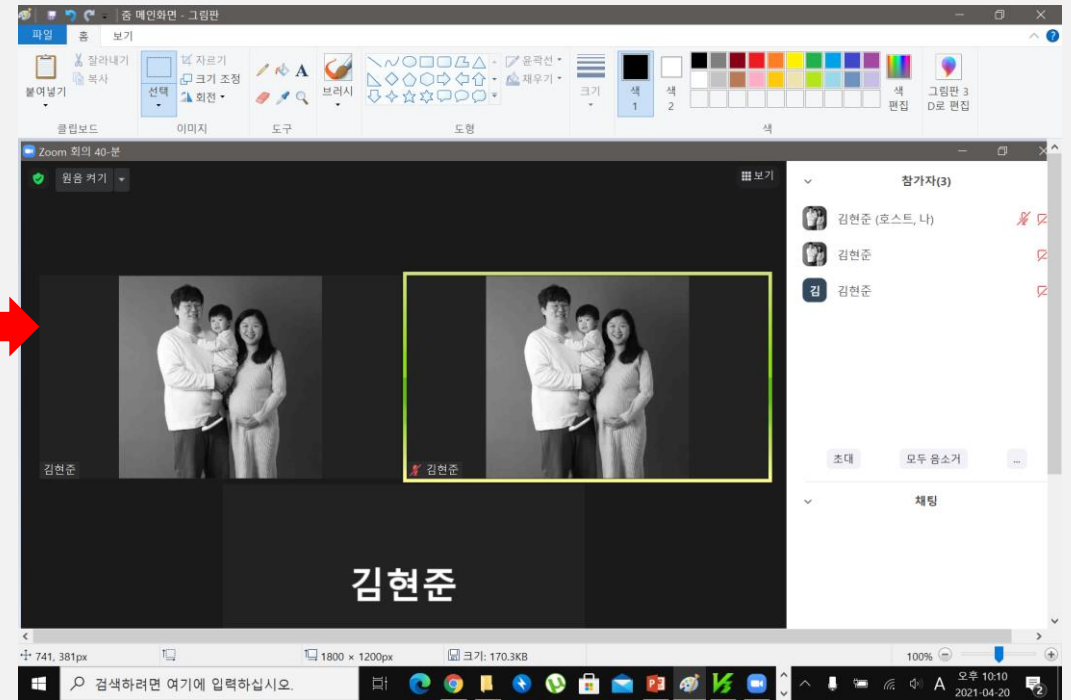 줌 메인화면 - 그림판
파일 홈 보기
붙여넣기
잘라내기
복사
클립보드
선택
자르기
크기 조정
회전
이미지
A
도구
브러시
윤곽선
채우기
도형
크기
색 1
색 2
색 편집
색
그림판 3D로 편집
Zoom 회의 40-분
원음 켜기
보기
김현준
김현준
김현준
참가자(3)
김현준 (호스트, 나)
김현준
김 김현준
초대 모두 음소거 ...
채팅
741, 381px
1800 × 1200px
크기: 170.3KB
100%
검색하려면 여기에 입력하십시오.
A
오후 10:10
2021-04-20
2